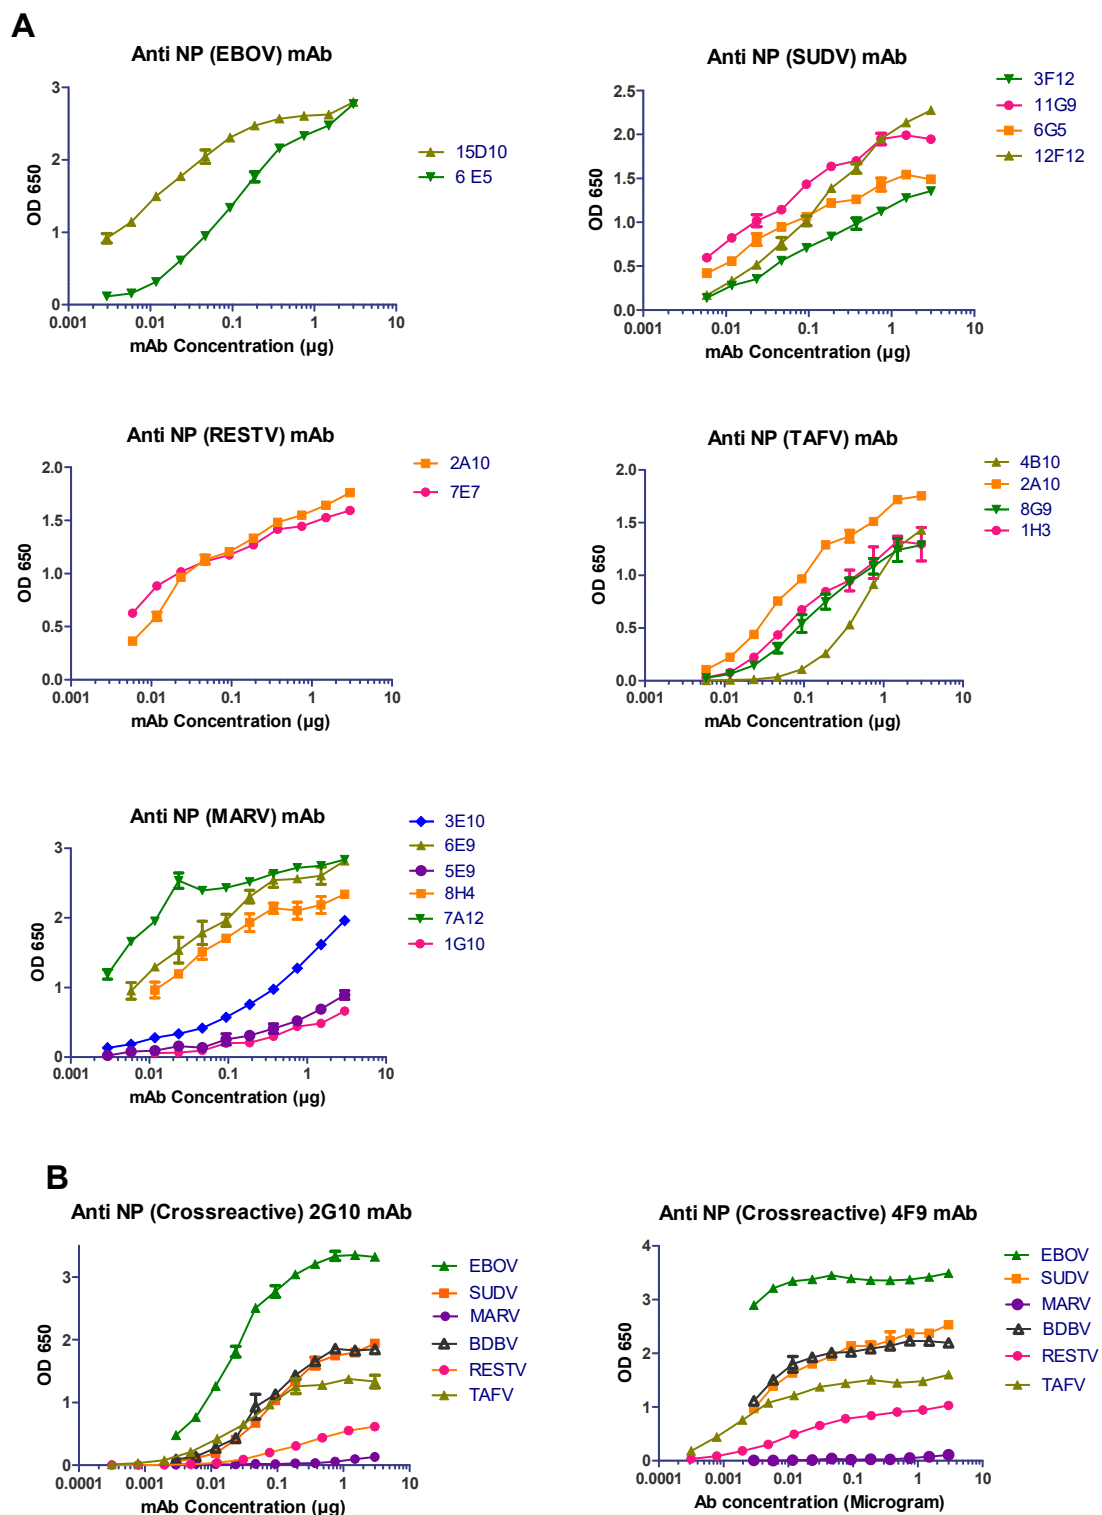 A
Anti NP (EBOV) mAb
3
2
1
0
OD 650
0.001 0.01 0.1 1 10
mAb Concentration (µg)
15D10
6 E5
Anti NP (SUDV) mAb
2.5
2.0
1.5
1.0
0.5
0.0
OD 650
0.001 0.01 0.1 1 10
mAb Concentration (µg)
3F12
11G9
6G5
12F12
Anti NP (RESTV) mAb
2.0
1.5
1.0
0.5
0.0
OD 650
0.001 0.01 0.1 1 10
mAb Concentration (µg)
2A10
7E7
Anti NP (TAFV) mAb
2.0
1.5
1.0
0.5
0.0
OD 650
0.001 0.01 0.1 1 10
mAb Concentration (µg)
4B10
2A10
8G9
1H3
Anti NP (MARV) mAb
3
2
1
0
OD 650
0.001 0.01 0.1 1 10
mAb Concentration (µg)
3E10
6E9
5E9
8H4
7A12
1G10
B
Anti NP (Crossreactive) 2G10 mAb
3
2
1
0
OD 650
0.0001 0.001 0.01 0.1 1 10
mAb Concentration (µg)
EBOV
SUDV
MARV
BDBV
RESTV
TAFV
Anti NP (Crossreactive) 4F9 mAb
4
3
2
1
0
OD 650
0.0001 0.001 0.01 0.1 1 10
Ab concentration (Microgram)
EBOV
SUDV
MARV
BDBV
RESTV
TAFV